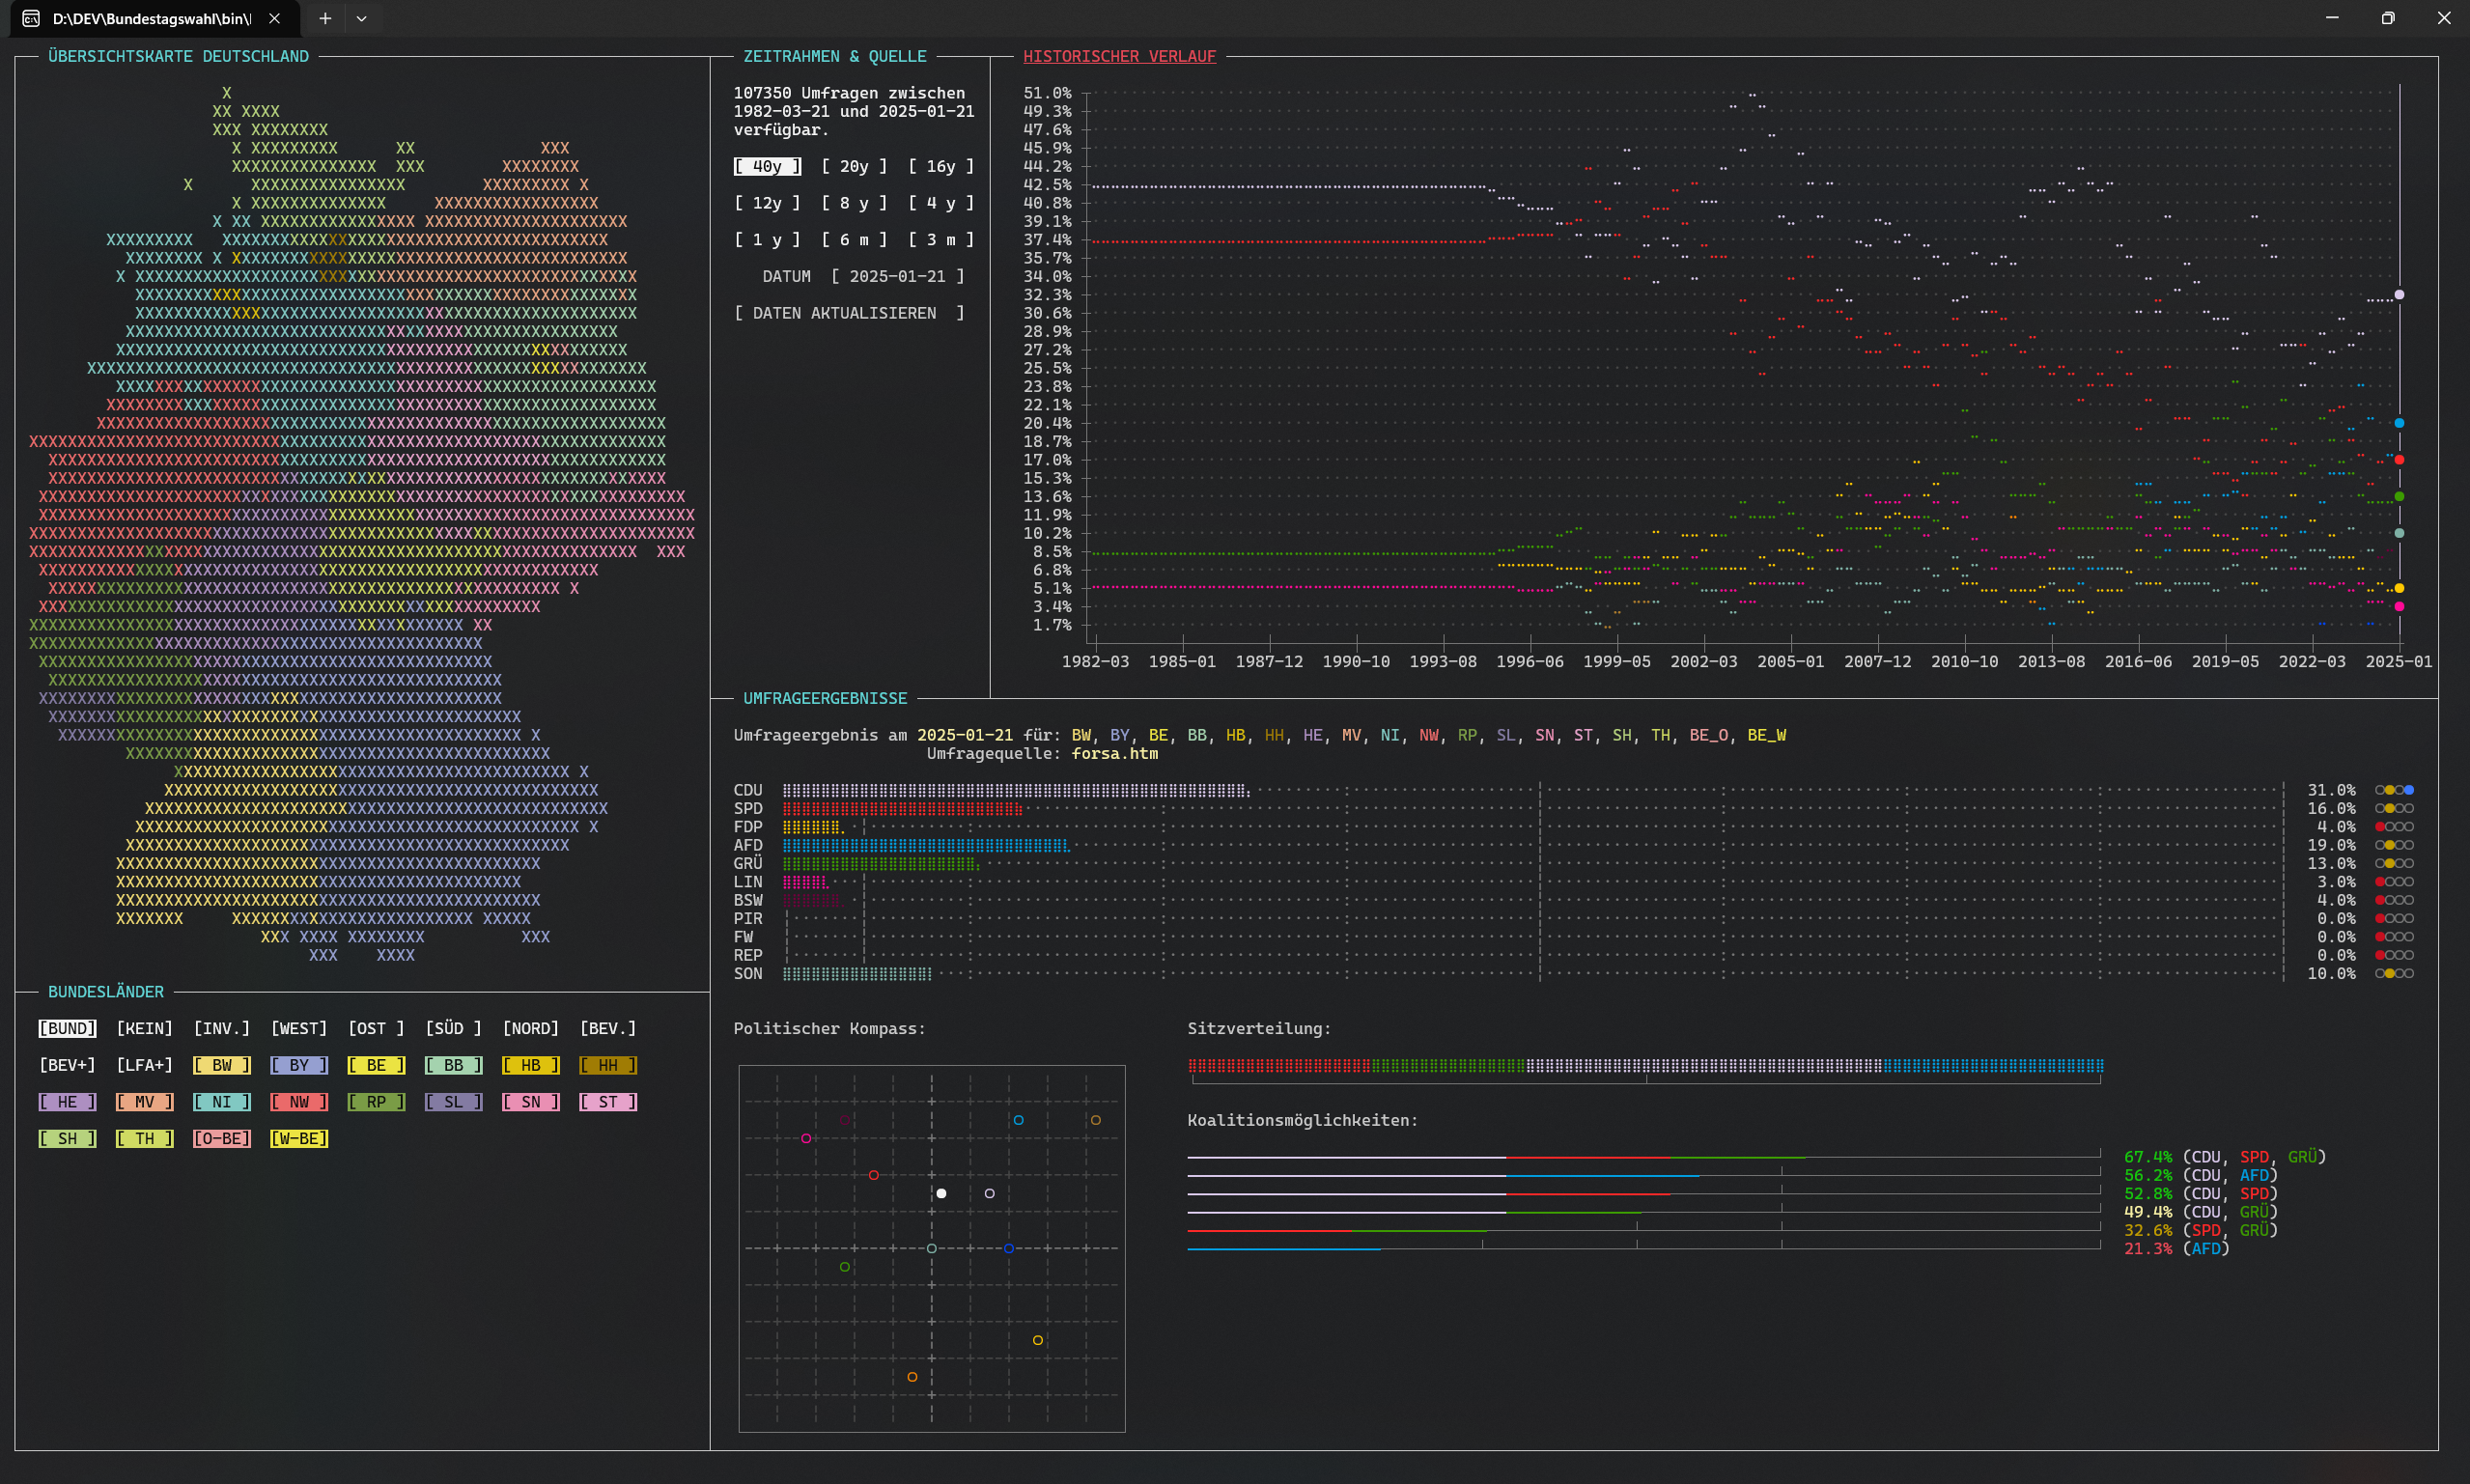 D:\DEV\Bundestagswahl\bin\
ÜBERSICHTSKARTE DEUTSCHLAND
ZEITRAHMEN & QUELLE
107350 Umfragen zwischen
1982-03-21 und 2025-01-21
verfügbar.
[ 40y ] [ 20y ] [ 16y ]
[ 12y ] [ 8 y ] [ 4 y ]
[ 1 y ] [ 6 m ] [ 3 m ]
DATUM [ 2025-01-21 ]
[ DATEN AKTUALISIEREN ]
HISTORISCHER VERLAUF
51.0%
49.3%
47.6%
45.9%
44.2%
42.5%
40.8%
39.1%
37.4%
35.7%
34.0%
32.3%
30.6%
28.9%
27.2%
25.5%
23.8%
22.1%
20.4%
18.7%
17.0%
15.3%
13.6%
11.9%
10.2%
8.5%
6.8%
5.1%
3.4%
1.7%
1982-03 1985-01 1987-12 1990-10 1993-08 1996-06 1999-05 2002-03 2005-01 2007-12 2010-10 2013-08 2016-06 2019-05 2022-03 2025-01
UMFRAGEERGEBNISSE
Umfrageergebnis am 2025-01-21 für: BW, BY, BE, BB, HB, HH, HE, MV, NI, NW, RP, SL, SN, ST, SH, TH, BE_O, BE_W
Umfragequelle: forsa.htm
CDU 31.0%
SPD 16.0%
FDP 4.0%
AFD 19.0%
GRÜ 13.0%
LIN 3.0%
BSW 4.0%
PIR 0.0%
FW 0.0%
REP 0.0%
SON 10.0%
BUNDESLÄNDER
[BUND] [KEIN] [INV.] [WEST] [OST ] [SÜD ] [NORD] [BEV.]
[BEV+] [LFA+] [ BW ] [ BY ] [ BE ] [ BB ] [ HB ] [ HH ]
[ HE ] [ MV ] [ NI ] [ NW ] [ RP ] [ SL ] [ SN ] [ ST ]
[ SH ] [ TH ] [O-BE] [W-BE]
Politischer Kompass:
Sitzverteilung:
Koalitionsmöglichkeiten:
67.4% (CDU, SPD, GRÜ)
56.2% (CDU, AFD)
52.8% (CDU, SPD)
49.4% (CDU, GRÜ)
32.6% (SPD, GRÜ)
21.3% (AFD)